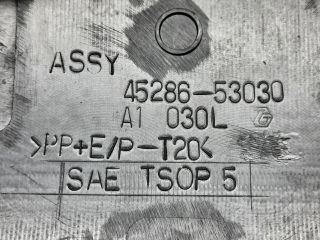 ASSY
45286-53030
A1 030L
>PP+E/P-T20<
SAE TSOP 5